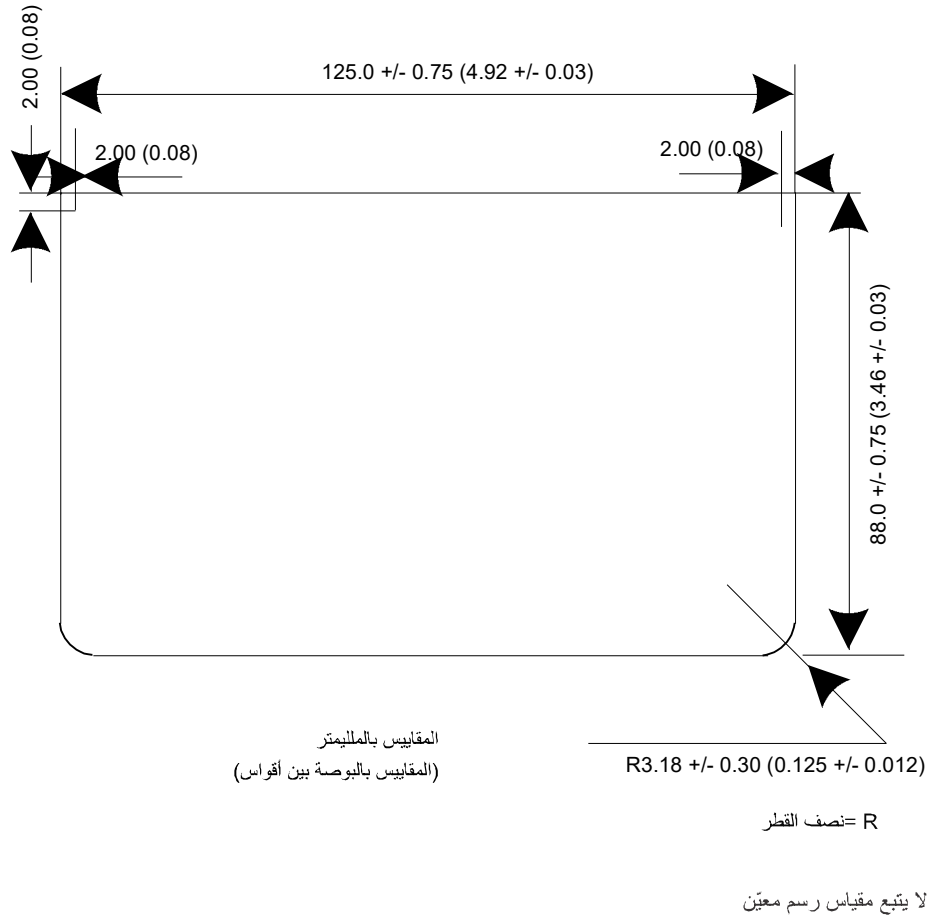 2.00 (0.08)
125.0 +/- 0.75 (4.92 +/- 0.03)
2.00 (0.08)
2.00 (0.08)
88.0 +/- 0.75 (3.46 +/- 0.03)
المقاييس بالملليمتر
(المقاييس بالبوصة بين أقواس)
R3.18 +/- 0.30 (0.125 +/- 0.012)
R =نصف القطر
لا يتبع مقياس رسم معيّن